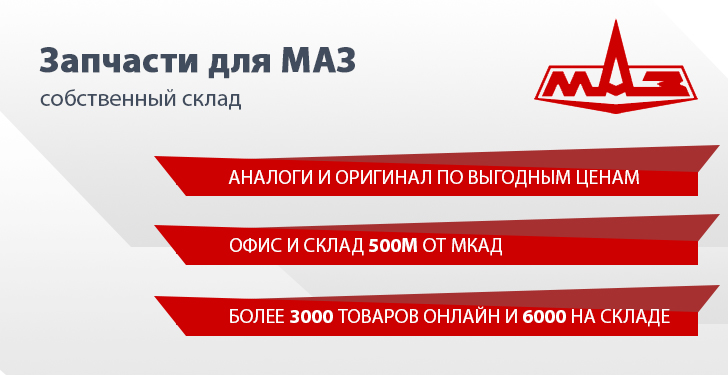 Запчасти для МАЗ
собственный склад
МАЗ
АНАЛОГИ И ОРИГИНАЛ ПО ВЫГОДНЫМ ЦЕНАМ
ОФИС И СКЛАД 500М ОТ МКАД
БОЛЕЕ 3000 ТОВАРОВ ОНЛАЙН И 6000 НА СКЛАДЕ